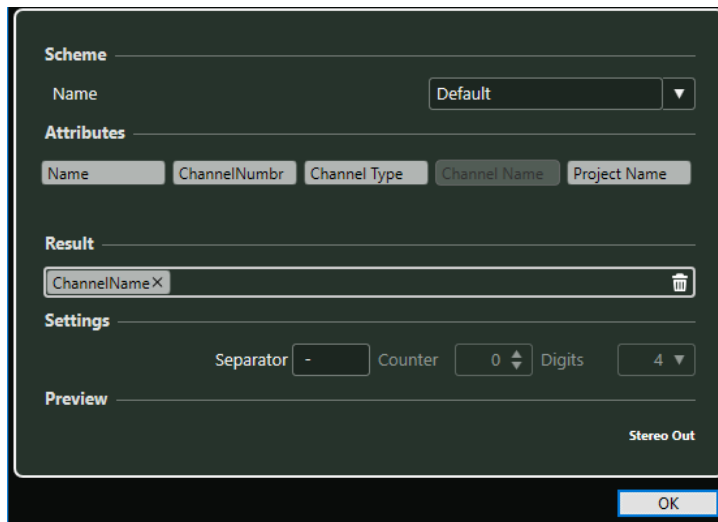 Scheme
Name Default
Attributes
Name ChannelNumbr Channel Type Channel Name Project Name
Result
ChannelName×
Settings
Separator - Counter 0 Digits 4
Preview
Stereo Out
OK